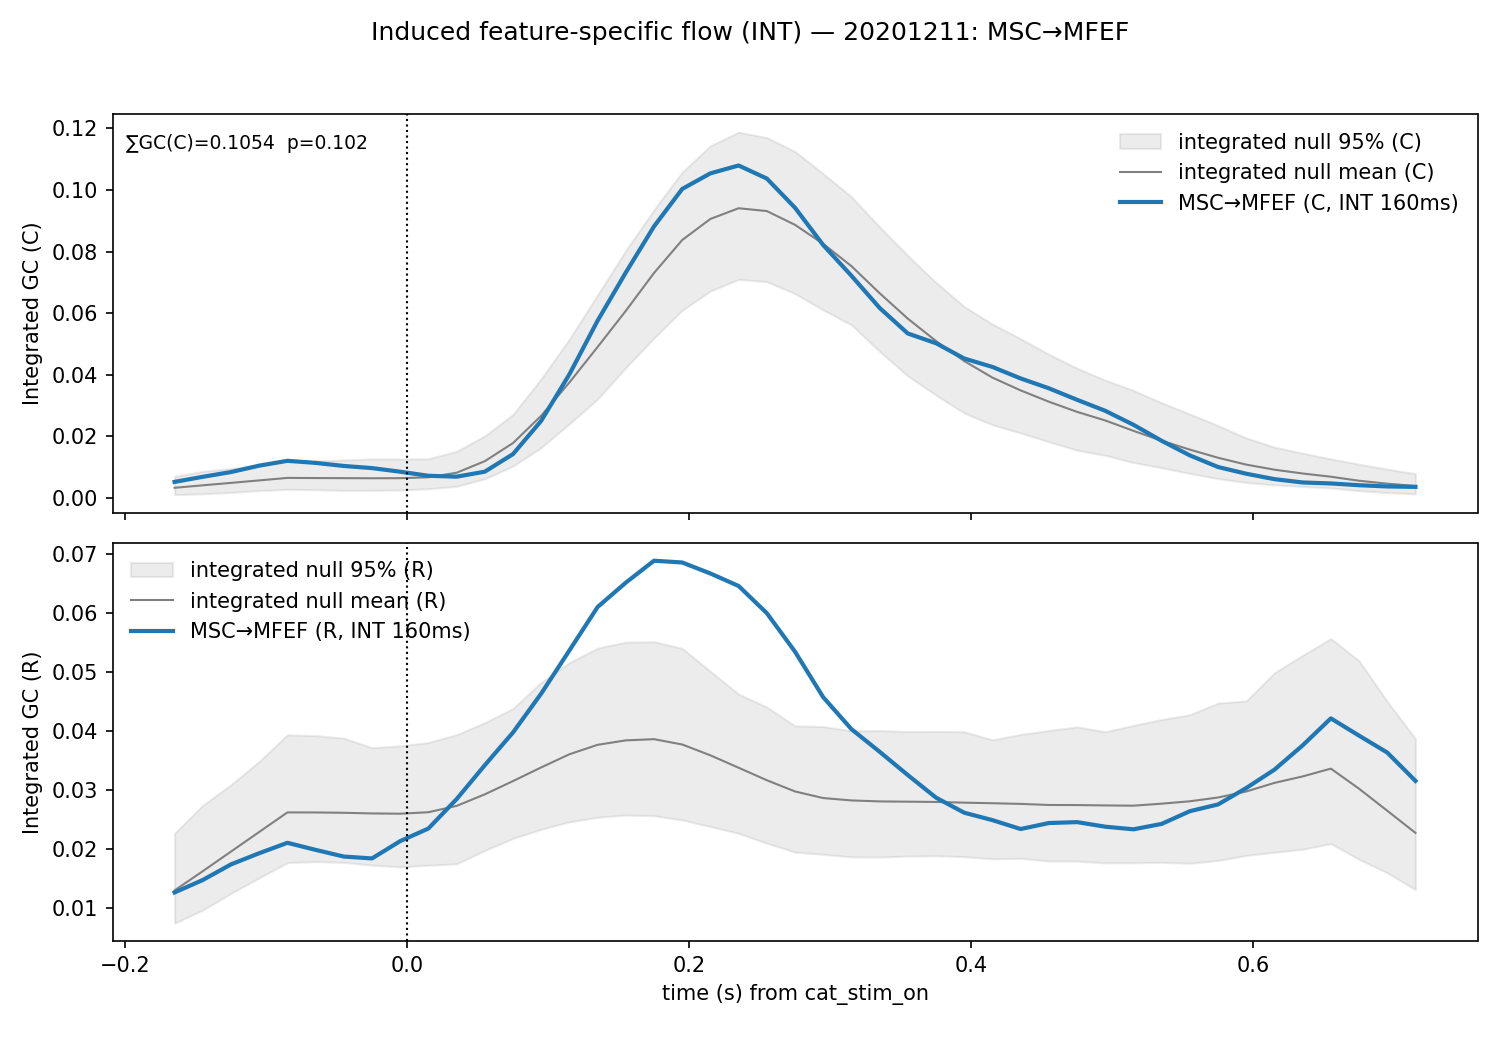 Induced feature-specific flow (INT) — 20201211: MSC→MFEF
∑GC(C)=0.1054  p=0.102
integrated null 95% (C)
integrated null mean (C)
MSC→MFEF (C, INT 160ms)
Integrated GC (C)
0.12
0.10
0.08
0.06
0.04
0.02
0.00
integrated null 95% (R)
integrated null mean (R)
MSC→MFEF (R, INT 160ms)
Integrated GC (R)
0.07
0.06
0.05
0.04
0.03
0.02
0.01
−0.2 0.0 0.2 0.4 0.6
time (s) from cat_stim_on